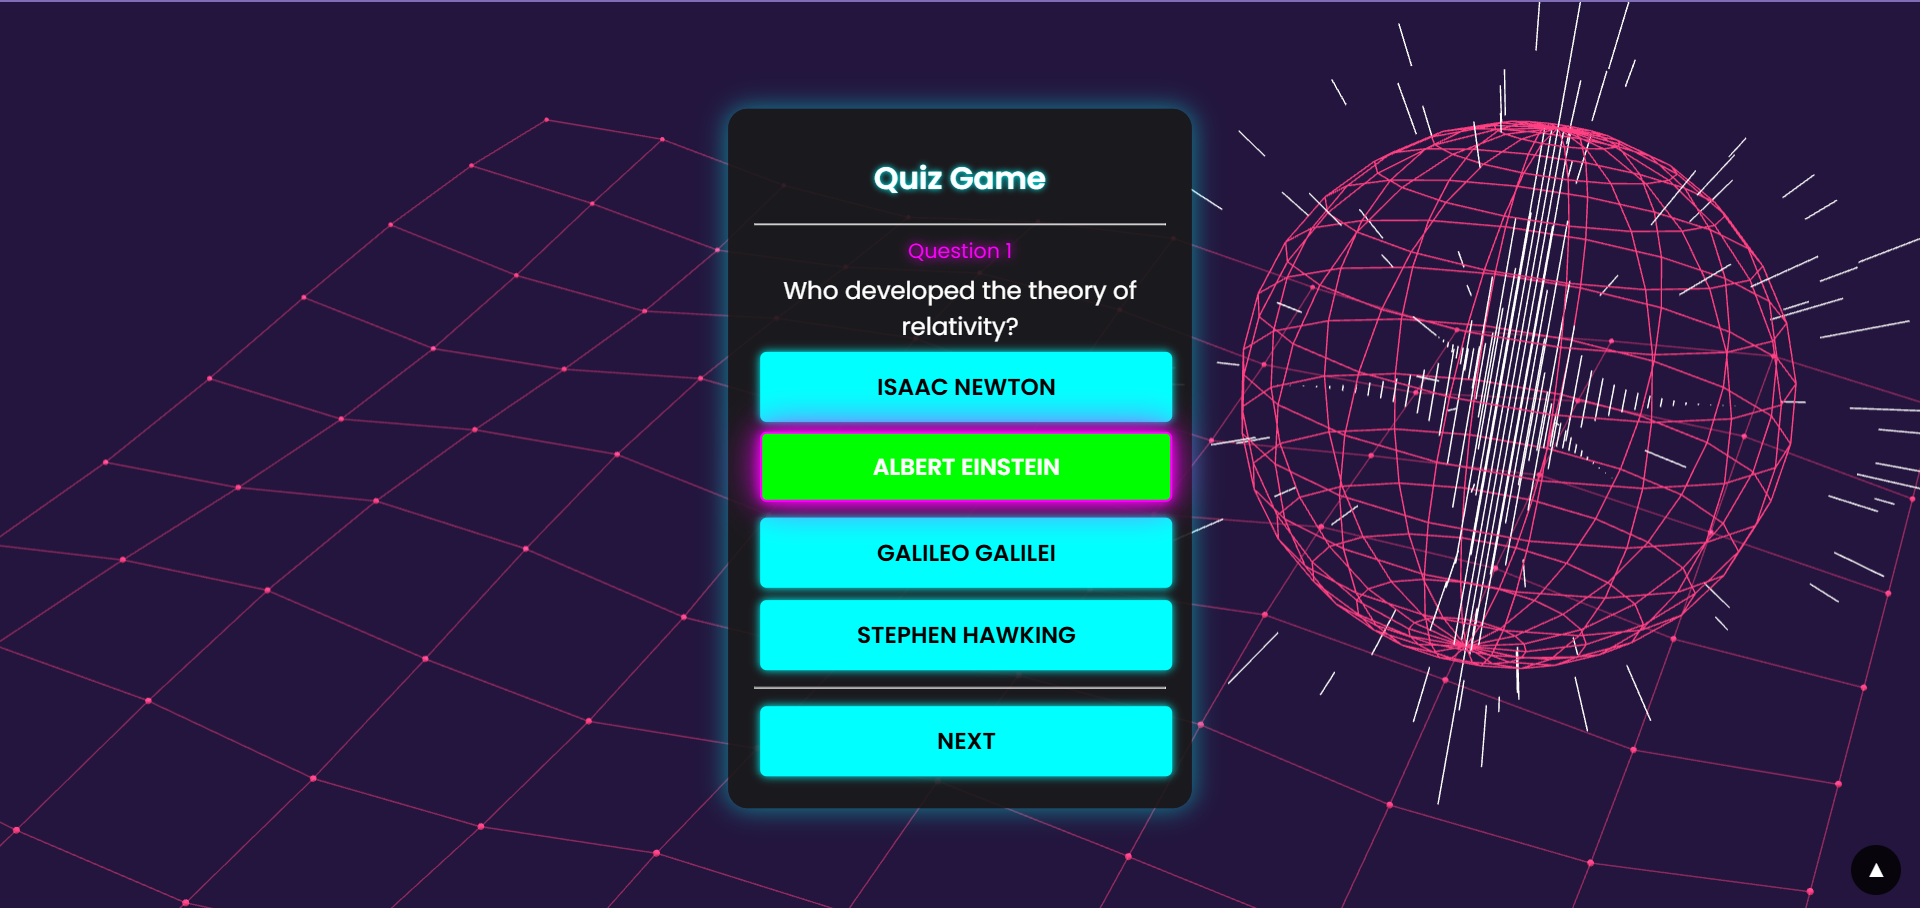 Quiz Game
Question 1
Who developed the theory of
relativity?
ISAAC NEWTON
ALBERT EINSTEIN
GALILEO GALILEI
STEPHEN HAWKING
NEXT